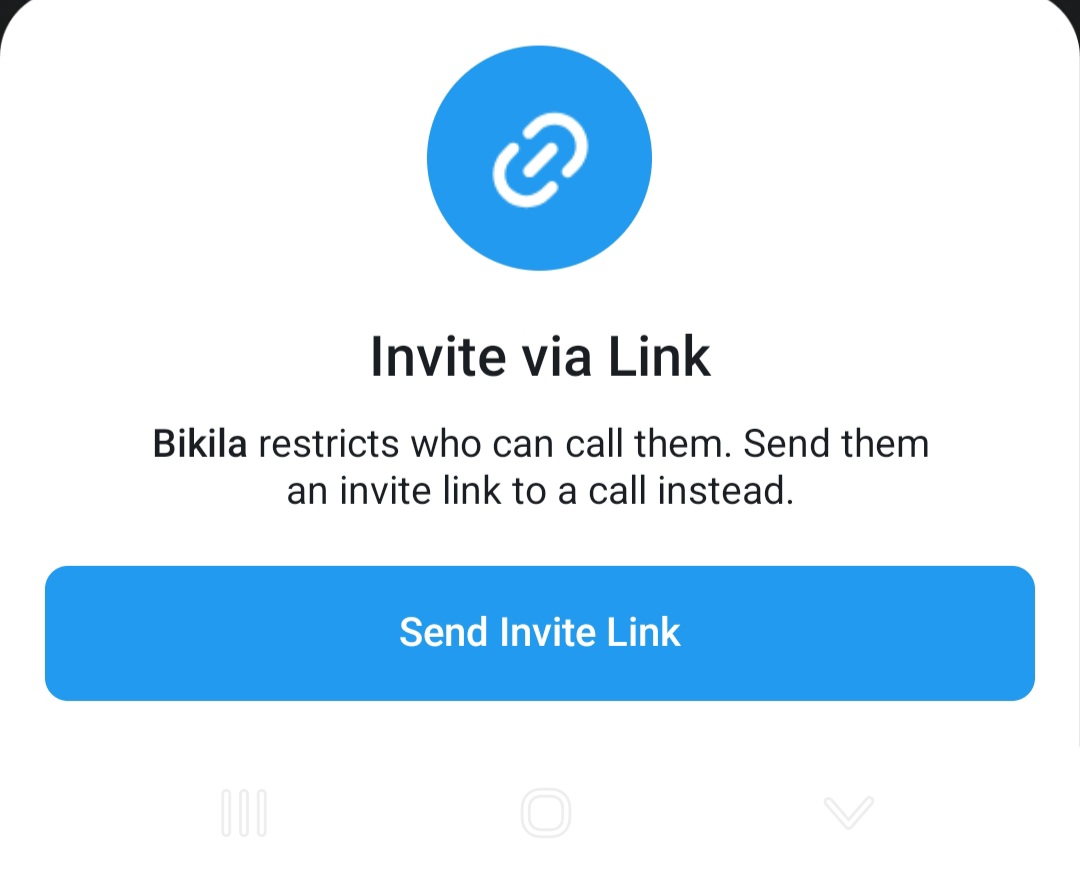 Invite via Link
Bikila restricts who can call them. Send them
an invite link to a call instead.
Send Invite Link